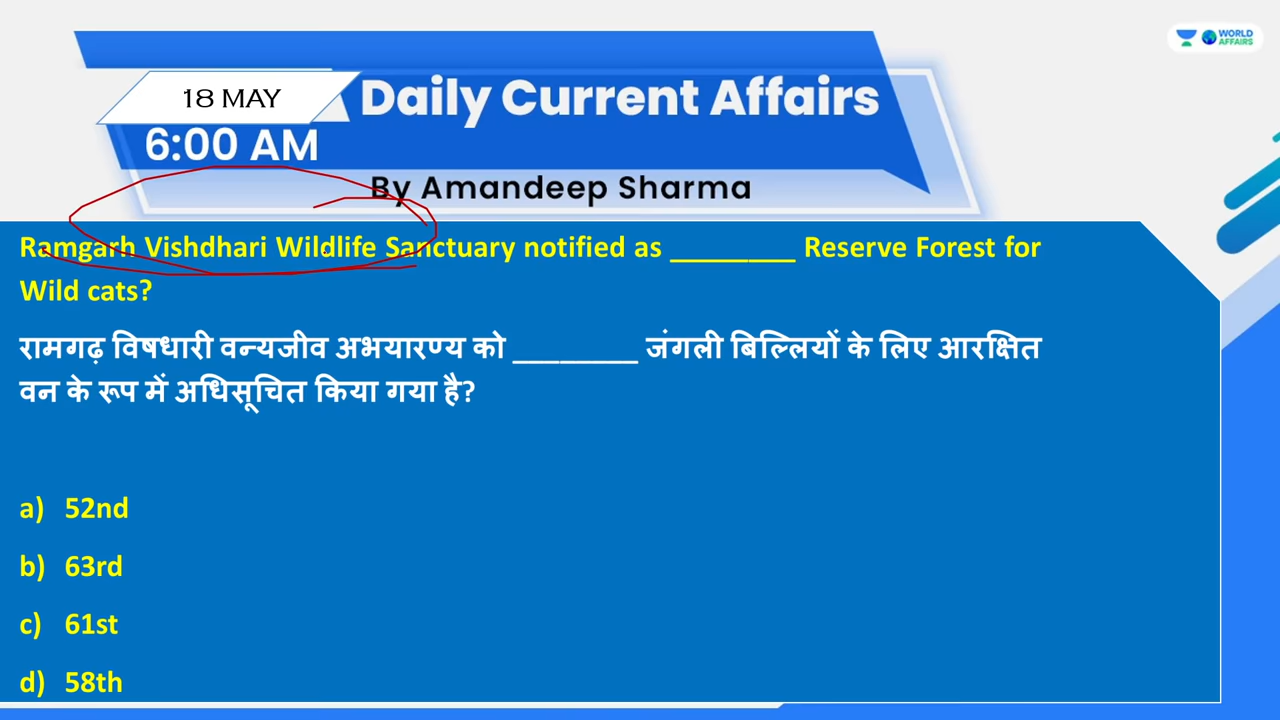 WORLD
AFFAIRS
18 MAY
Daily Current Affairs
6:00 AM
By Amandeep Sharma
Ramgarh Vishdhari Wildlife Sanctuary notified as _________ Reserve Forest for
Wild cats?
रामगढ़ विषधारी वन्यजीव अभयारण्य को ________ जंगली बिल्लियों के लिए आरक्षित
वन के रूप में अधिसूचित किया गया है?
a) 52nd
b) 63rd
c) 61st
d) 58th